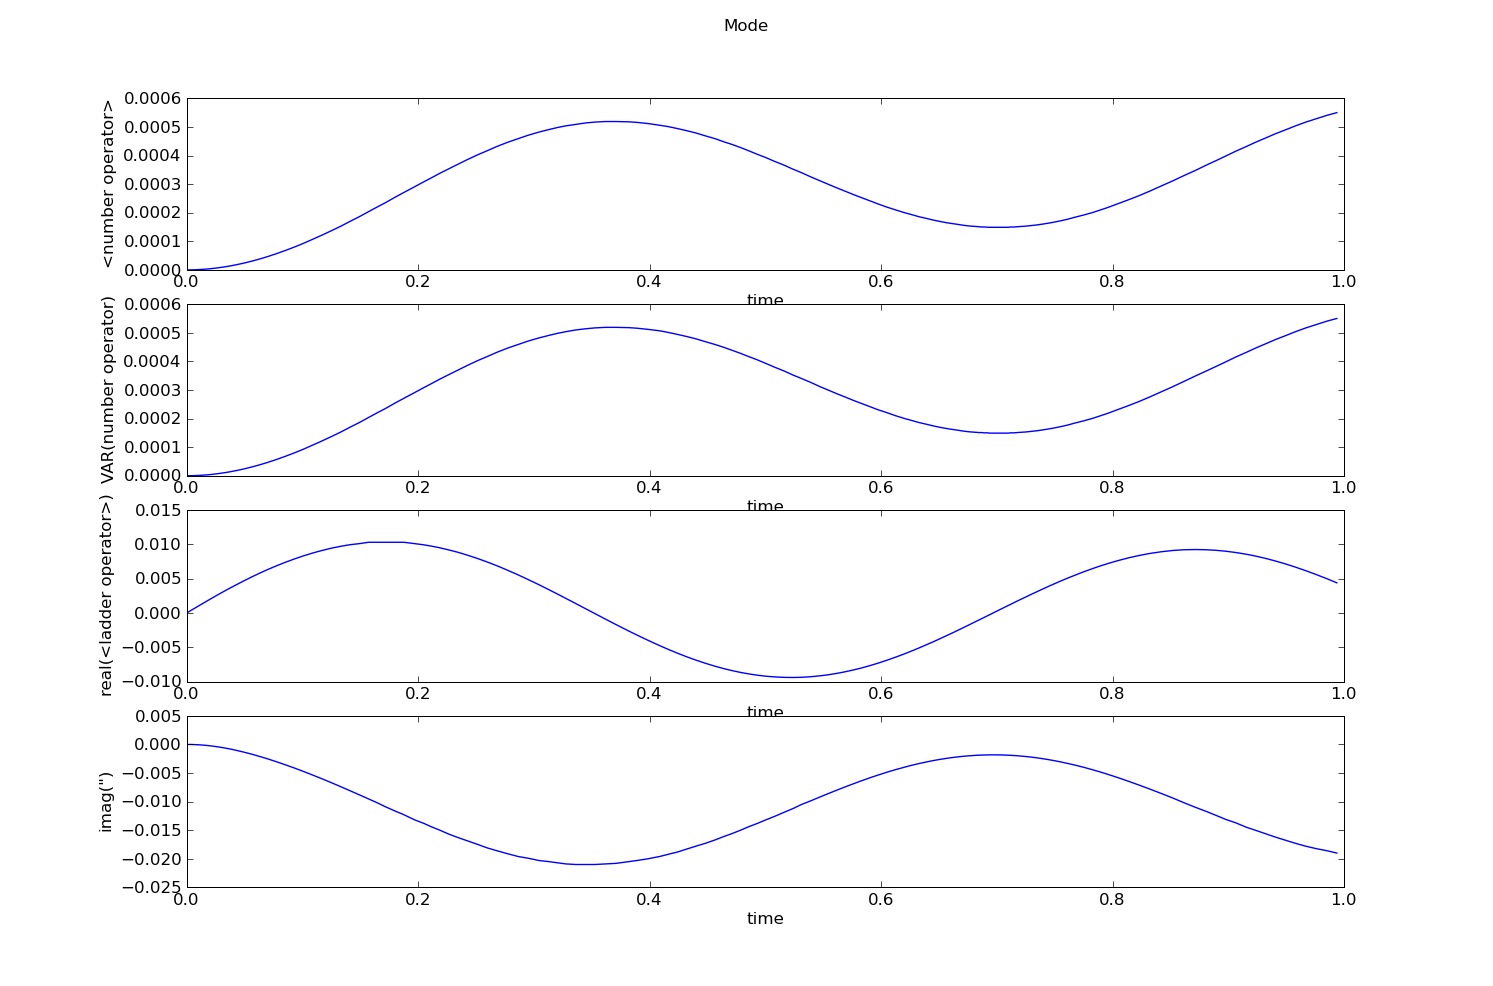 Mode
<number operator>
0.0006
0.0005
0.0004
0.0003
0.0002
0.0001
0.0000
0.0 0.2 0.4 0.6 0.8 1.0
time
VAR(number operator)
0.0006
0.0005
0.0004
0.0003
0.0002
0.0001
0.0000
0.0 0.2 0.4 0.6 0.8 1.0
time
real(<ladder operator>)
0.015
0.010
0.005
0.000
−0.005
−0.010
0.0 0.2 0.4 0.6 0.8 1.0
time
imag(")
0.005
0.000
−0.005
−0.010
−0.015
−0.020
−0.025
0.0 0.2 0.4 0.6 0.8 1.0
time